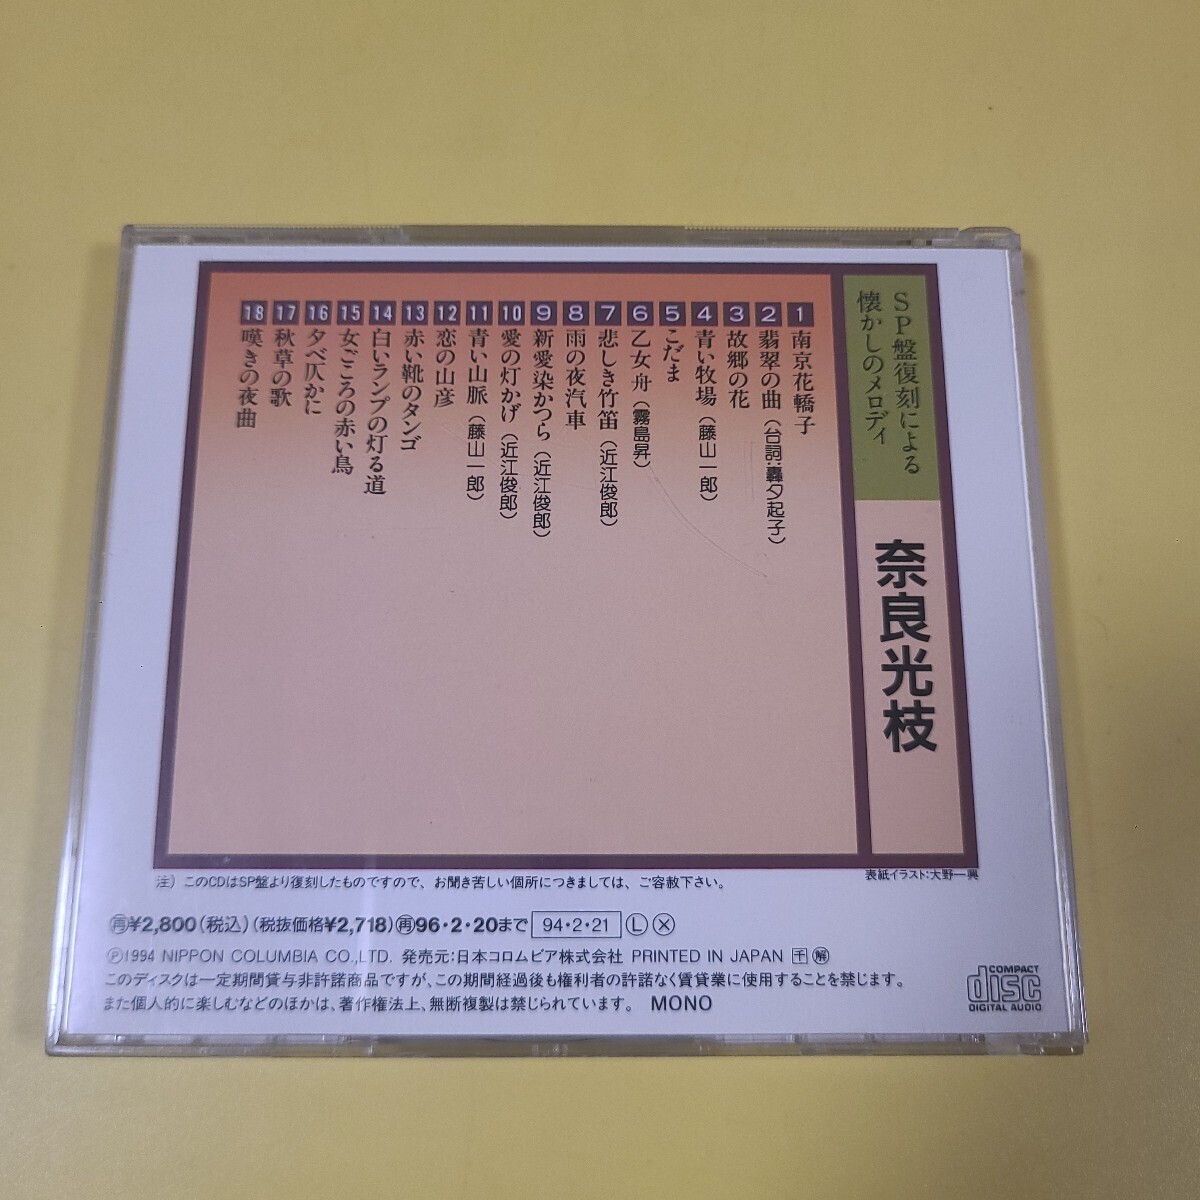 SP盤復刻による
懐かしのメロディ
奈良光枝
1 南京花轎子
2 翡翠の曲（台詞・轟夕起子）
3 故郷の花
4 青い牧場（藤山一郎）
5 こだま
6 乙女舟（霧島昇）
7 悲しき竹笛（近江俊郎）
8 雨の夜汽車
9 新愛染かつら（近江俊郎）
10 愛の灯かげ（近江俊郎）
11 青い山脈（藤山一郎）
12 恋の山彦
13 赤い靴のタンゴ
14 白いランプの灯る道
15 女ごころの赤い鳥
16 夕べ仄かに
17 秋草の歌
18 嘆きの夜曲
表紙イラスト:大野一興
注）このCDはSP盤より復刻したものですので、お聞き苦しい個所につきましては、ご容赦下さい。
㊢¥2,800(税込)(税抜価格¥2,718)㊢96・2・20まで 94・2・21 Ⓛ Ⓧ
Ⓟ1994 NIPPON COLUMBIA CO.,LTD. 発売元:日本コロムビア株式会社 PRINTED IN JAPAN 千 解
このディスクは一定期間貸与非許諾商品ですが、この期間経過後も権利者の許諾なく賃貸業に使用することを禁じます。
また個人的に楽しむなどのほかは、著作権法上、無断複製は禁じられています。 MONO
COMPACT
disc
DIGITAL AUDIO